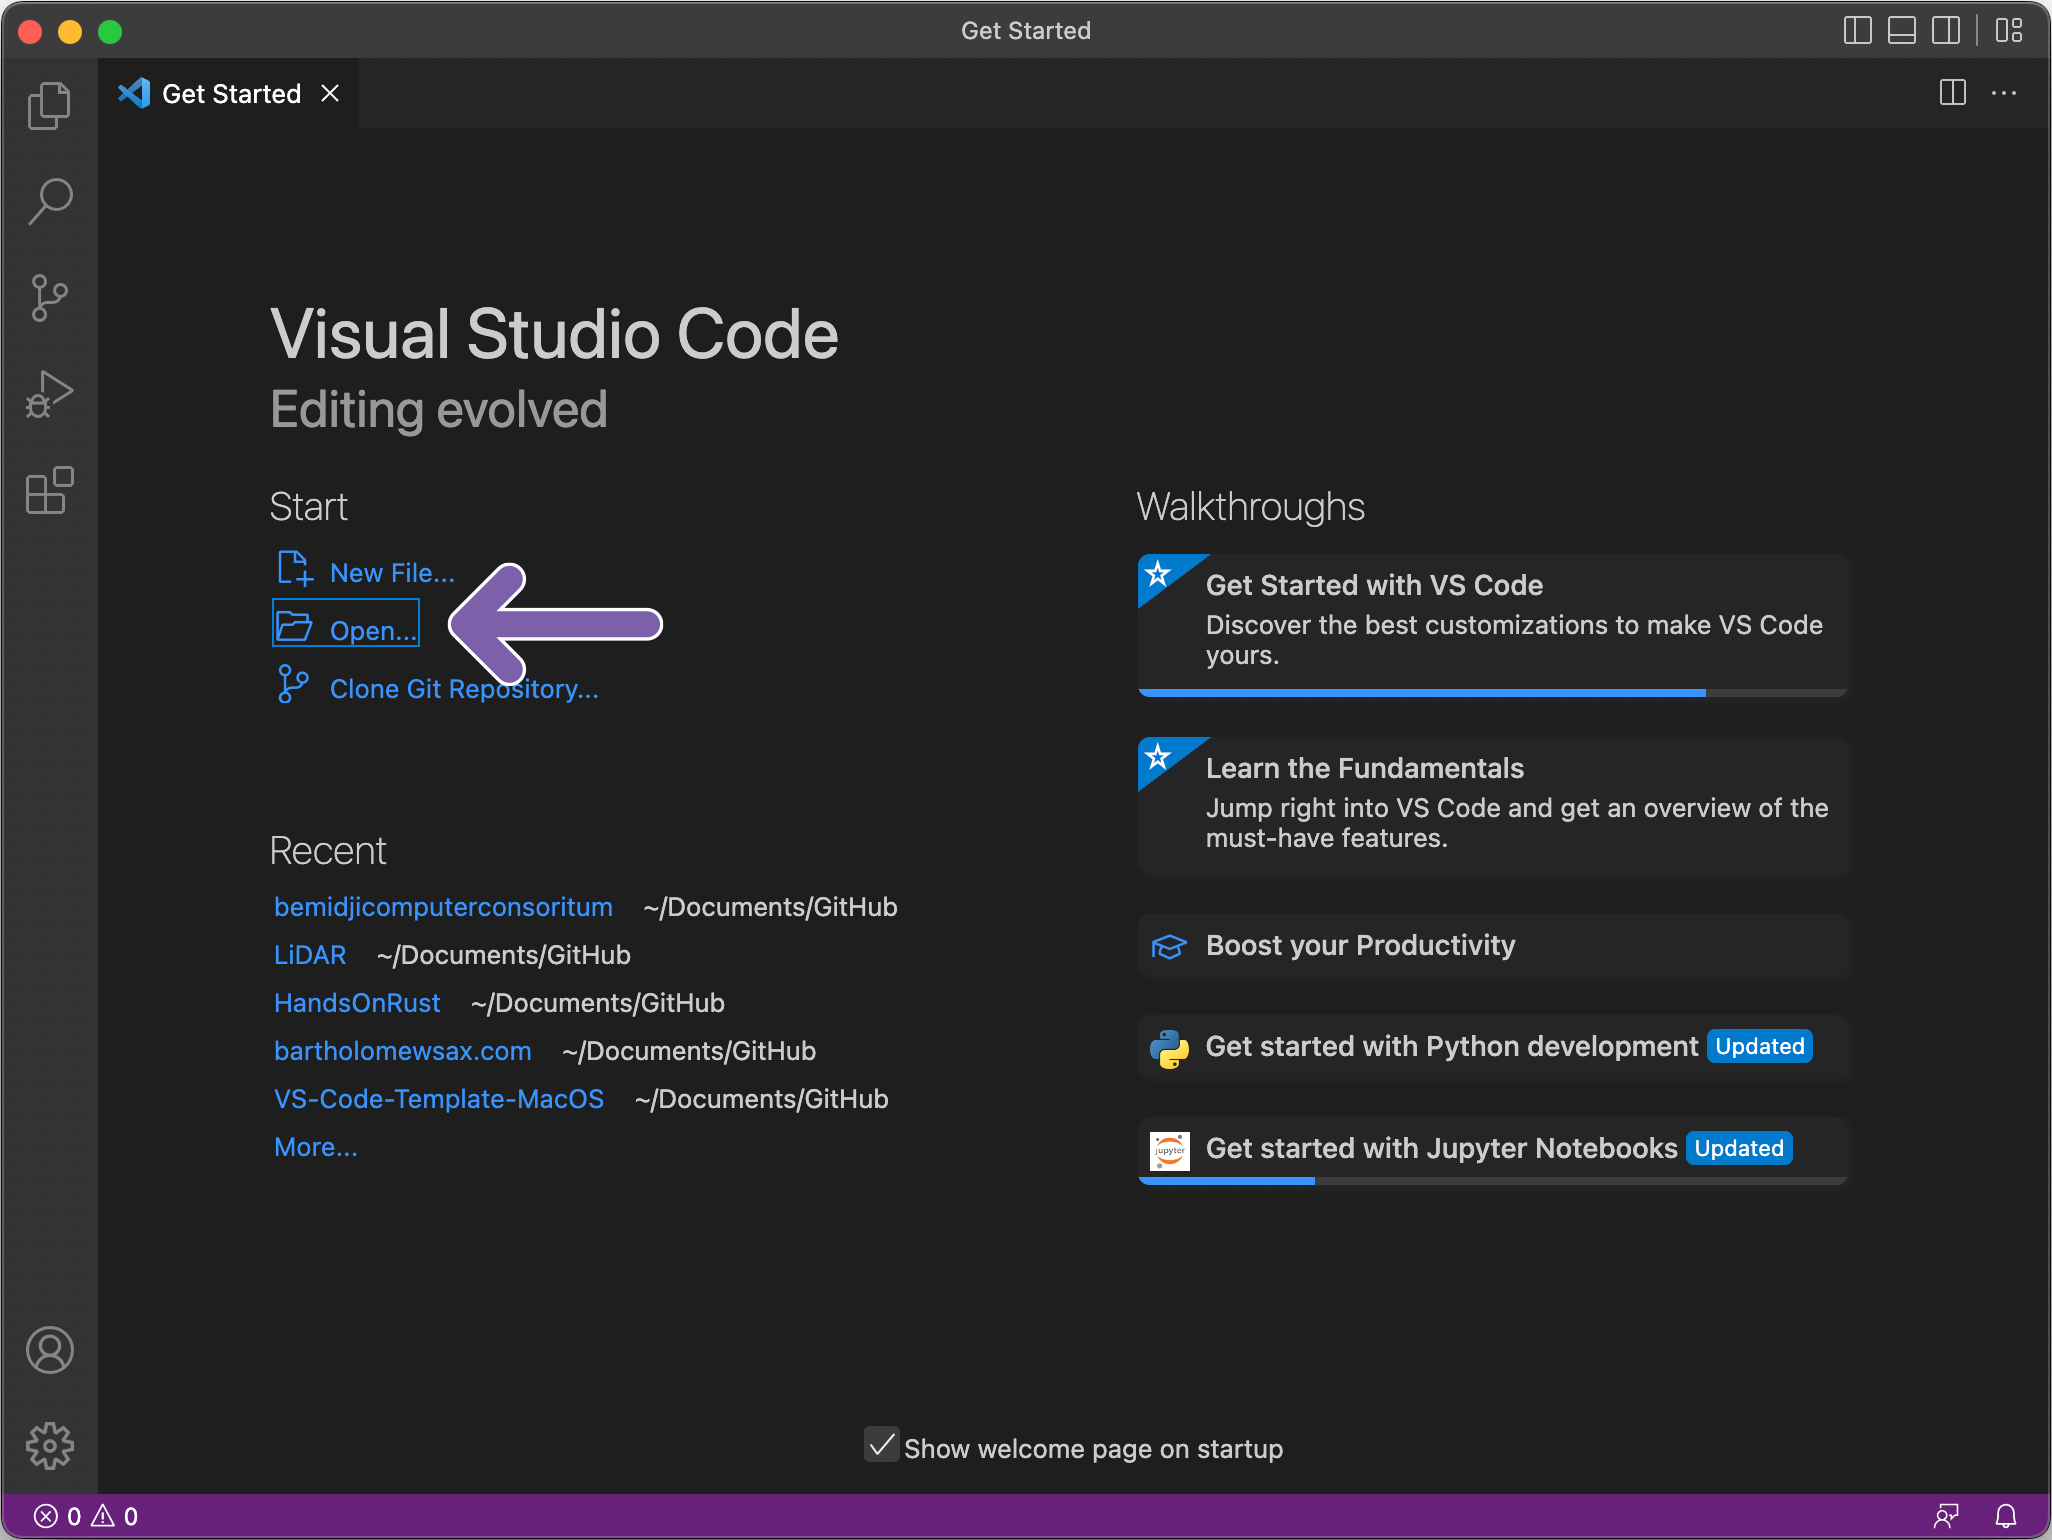 Get Started
Get Started
Visual Studio Code
Editing evolved
Start
New File...
Open...
Clone Git Repository...
Recent
bemidjicomputerconsoritum ~/Documents/GitHub
LiDAR ~/Documents/GitHub
HandsOnRust ~/Documents/GitHub
bartholomewsax.com ~/Documents/GitHub
VS-Code-Template-MacOS ~/Documents/GitHub
More...
Walkthroughs
Get Started with VS Code
Discover the best customizations to make VS Code
yours.
Learn the Fundamentals
Jump right into VS Code and get an overview of the
must-have features.
Boost your Productivity
Get started with Python development Updated
jupyter
Get started with Jupyter Notebooks Updated
Show welcome page on startup
0 0